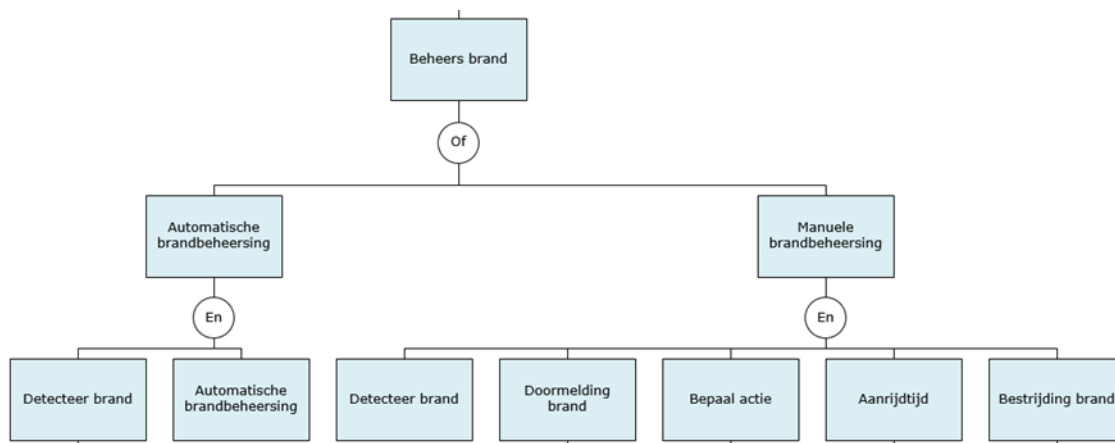 Beheers brand
Of
Automatische
brandbeheersing
Manuele
brandbeheersing
En
En
Detecteer brand
Automatische
brandbeheersing
Detecteer brand
Doormelding
brand
Bepaal actie
Aanrijdtijd
Bestrijding brand